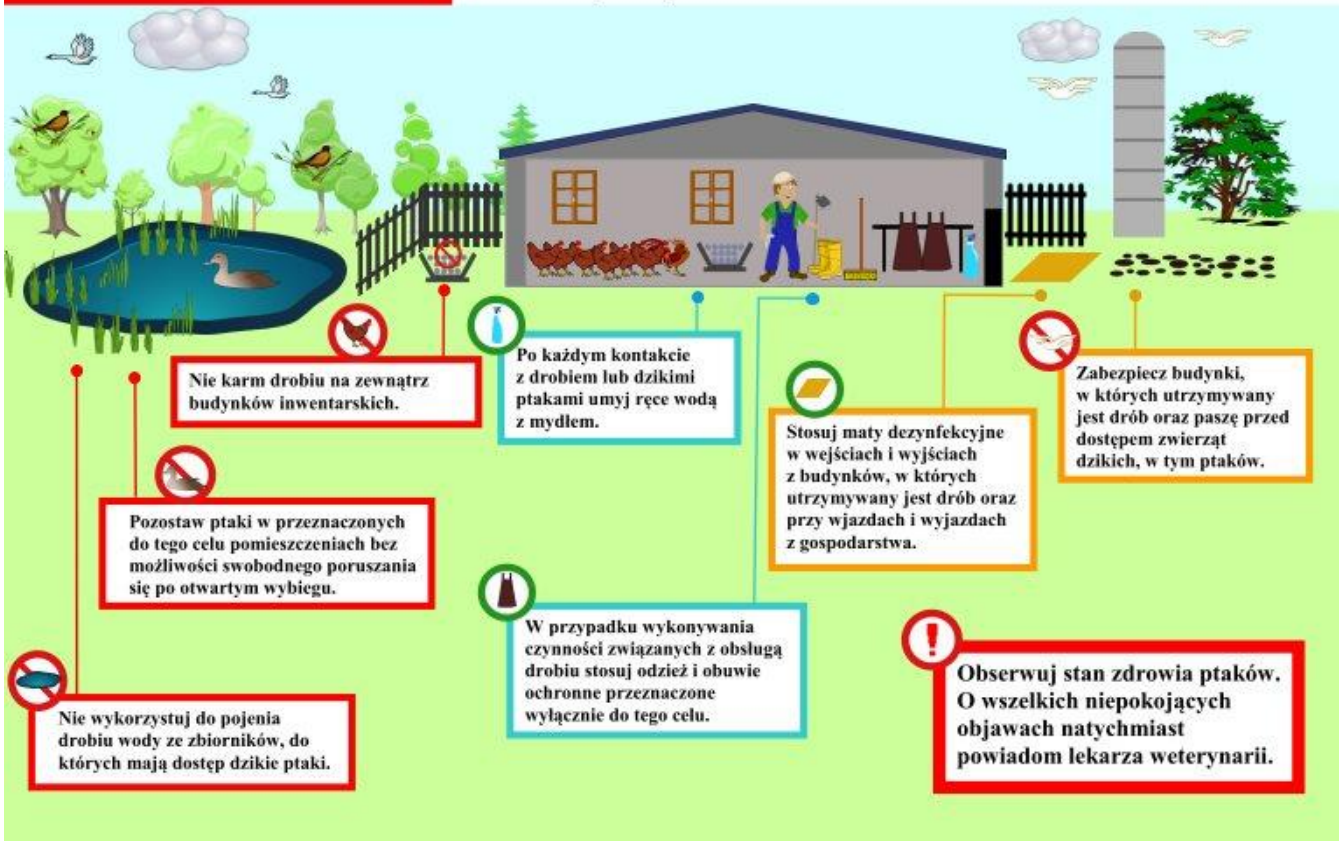 Nie karm drobiu na zewnątrz
budynków inwentarskich.
Po każdym kontakcie
z drobiem lub dzikimi
ptakami umyj ręce wodą
z mydłem.
Zabezpiecz budynki,
w których utrzymywany
jest drób oraz paszę przed
dostępem zwierząt
dzikich, w tym ptaków.
Stosuj maty dezynfekcyjne
w wejściach i wyjściach
z budynków, w których
utrzymywany jest drób oraz
przy wjazdach i wyjazdach
z gospodarstwa.
Pozostaw ptaki w przeznaczonych
do tego celu pomieszczeniach bez
możliwości swobodnego poruszania
się po otwartym wybiegu.
W przypadku wykonywania
czynności związanych z obsługą
drobiu stosuj odzież i obuwie
ochronne przeznaczone
wyłącznie do tego celu.
Nie wykorzystuj do pojenia
drobiu wody ze zbiorników, do
których mają dostęp dzikie ptaki.
Obserwuj stan zdrowia ptaków.
O wszelkich niepokojących
objawach natychmiast
powiadom lekarza weterynarii.